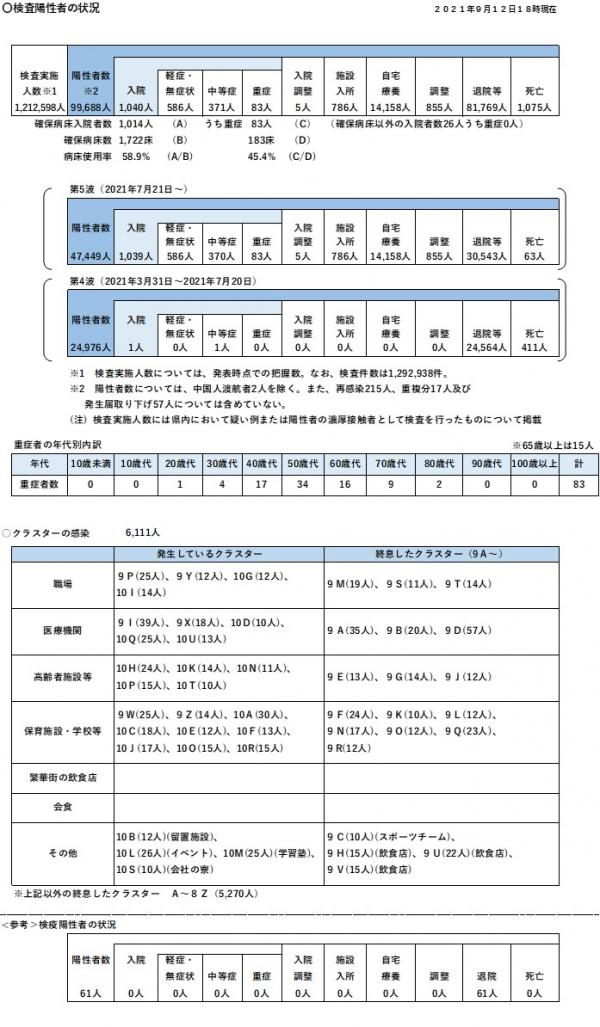 〇検査陽性者の状況 2021年9月12日18時現在
検査実施 陽性者数 軽症・ 入院 施設 自宅
人数※1 ※2 入院 無症状 中等症 重症 調整 入所 療養 調整 退院等 死亡
1,212,598人 99,688人 1,040人 586人 371人 83人 5人 786人 14,158人 855人 81,769人 1,075人
確保病床入院者数 1,014人 (A) うち重症 83人 (C) (確保病床以外の入院者数26人うち重症0人)
確保病床数 1,722床 (B) 183床 (D)
病床使用率 58.9% (A/B) 45.4% (C/D)
第5波(2021年7月21日~)
軽症・ 入院 施設 自宅
陽性者数 入院 無症状 中等症 重症 調整 入所 療養 調整 退院等 死亡
47,449人 1,039人 586人 370人 83人 5人 786人 14,158人 855人 30,543人 63人
第4波(2021年3月31日~2021年7月20日)
軽症・ 入院 施設 自宅
陽性者数 入院 無症状 中等症 重症 調整 入所 療養 調整 退院等 死亡
24,976人 1人 0人 1人 0人 0人 0人 0人 0人 24,564人 411人
※1 検査実施人数については、発表時点での把握数。なお、検査件数は1,292,938件。
※2 陽性者数については、中国人渡航者2人を除く。また、再感染215人、重複分17人及び
発生届取り下げ57人については含めていない。
(注)検査実施人数には県内において疑い例または陽性者の濃厚接触者として検査を行ったものについて掲載
重症者の年代別内訳 ※65歳以上は15人
年代 10歳未満 10歳代 20歳代 30歳代 40歳代 50歳代 60歳代 70歳代 80歳代 90歳代 100歳以上 計
重症者数 0 0 1 4 17 34 16 9 2 0 0 83
〇クラスターの感染 6,111人
発生しているクラスター 終息したクラスター(9A~)
職場 9P(25人)、9Y(12人)、10G(12人)、 9M(19人)、9S(11人)、9T(14人)
10I(14人)
医療機関 9I(39人)、9X(18人)、10D(10人)、 9A(35人)、9B(20人)、9D(57人)
10Q(25人)、10U(13人)
高齢者施設等 10H(24人)、10K(14人)、10N(11人)、 9E(13人)、9G(14人)、9J(12人)
10P(15人)、10T(10人)
保育施設・学校等 9W(25人)、9Z(14人)、10A(30人)、 9F(24人)、9K(10人)、9L(12人)、
10C(18人)、10E(12人)、10F(13人)、 9N(17人)、9O(12人)、9Q(23人)、
10J(17人)、10O(15人)、10R(15人) 9R(12人)
繁華街の飲食店
会食
その他 10B(12人)(留置施設)、 9C(10人)(スポーツチーム)、
10L(26人)(イベント)、10M(25人)(学習塾)、 9H(15人)(飲食店)、9U(22人)(飲食店)、
10S(10人)(会社の寮) 9V(15人)(飲食店)
※上記以外の終息したクラスター A~8Z(5,270人)
<参考>検疫陽性者の状況
軽症・ 入院 施設 自宅
陽性者数 入院 無症状 中等症 重症 調整 入所 療養 調整 退院 死亡
61人 0人 0人 0人 0人 0人 0人 0人 0人 61人 0人